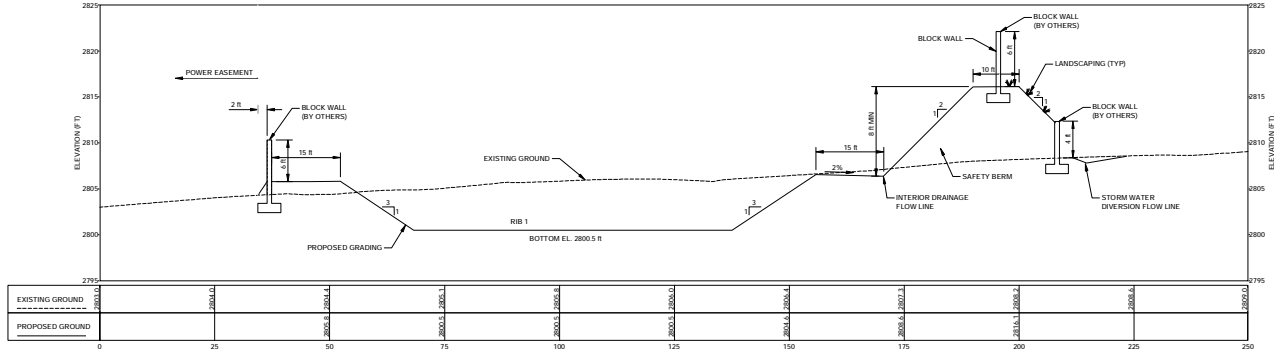 2825
2820
2815
2810
2805
2800
2795
ELEVATION (FT)
POWER EASEMENT
2 ft
BLOCK WALL
(BY OTHERS)
6 ft
15 ft
EXISTING GROUND
3
1
PROPOSED GRADING
RIB 1
BOTTOM EL. 2800.5 ft
3
1
15 ft
2%
8 ft MIN
INTERIOR DRAINAGE
FLOW LINE
2
1
SAFETY BERM
10 ft
BLOCK WALL
BLOCK WALL
(BY OTHERS)
6 ft
LANDSCAPING (TYP)
2
1
BLOCK WALL
(BY OTHERS)
4 ft
STORM WATER
DIVERSION FLOW LINE
2825
2820
2815
2810
2805
2800
2795
ELEVATION (FT)
EXISTING GROUND
2803.0
2804.0
2804.4
2805.1
2805.8
2806.0
2806.4
2807.3
2808.2
2808.6
2809.0
PROPOSED GROUND
2805.8
2800.5
2800.5
2800.5
2804.6
2808.6
2816.1
0
25
50
75
100
125
150
175
200
225
250